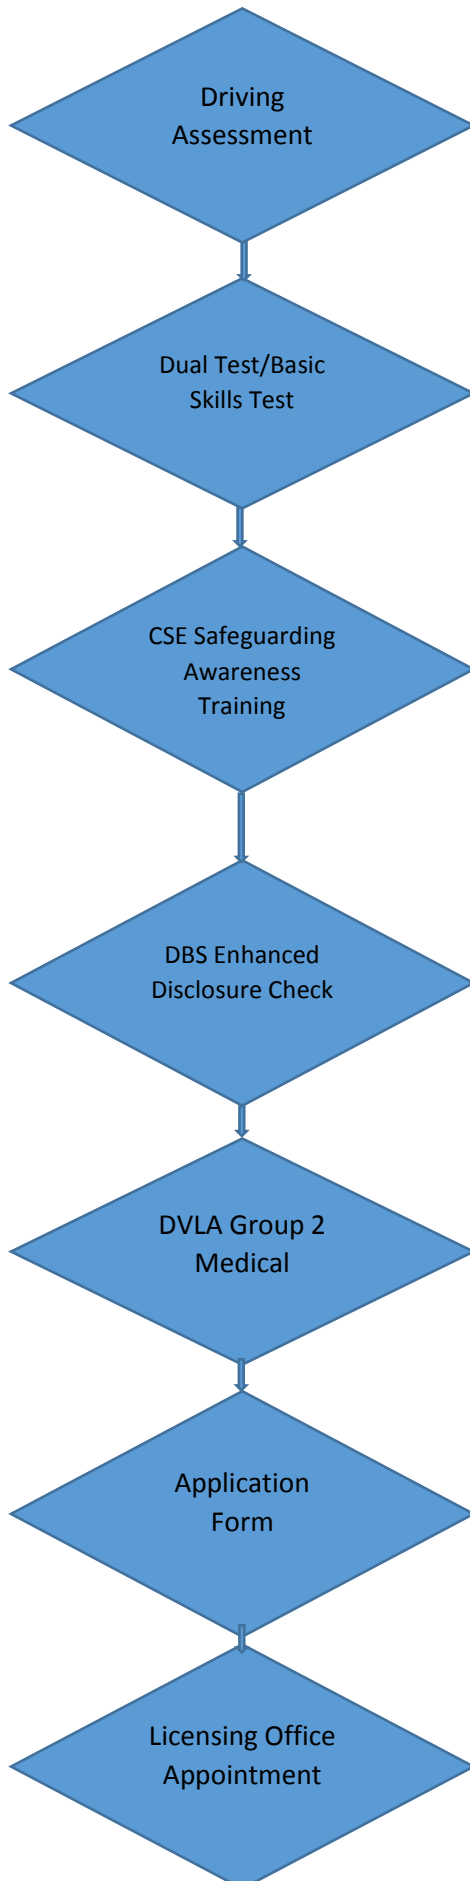 Driving
Assessment
Dual Test/Basic
Skills Test
CSE Safeguarding
Awareness
Training
DBS Enhanced
Disclosure Check
DVLA Group 2
Medical
Application
Form
Licensing Office
Appointment